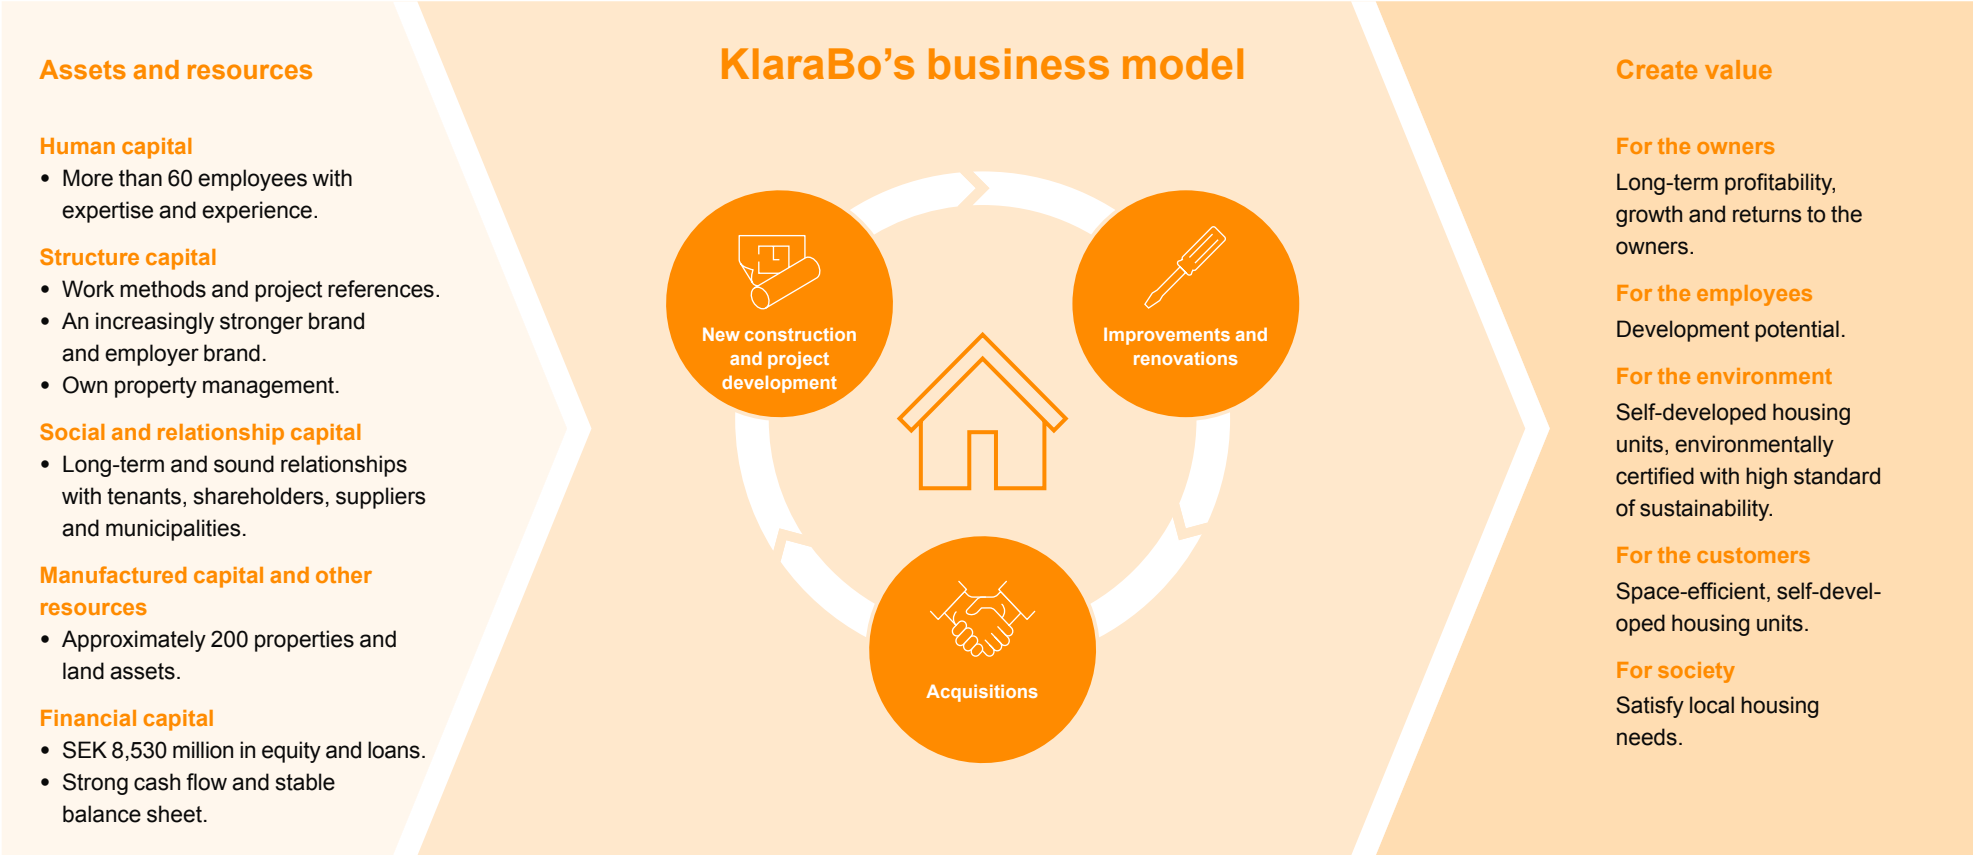 Assets and resources
Human capital
• More than 60 employees with
expertise and experience.
Structure capital
• Work methods and project references.
• An increasingly stronger brand
and employer brand.
• Own property management.
Social and relationship capital
• Long-term and sound relationships
with tenants, shareholders, suppliers
and municipalities.
Manufactured capital and other
resources
• Approximately 200 properties and
land assets.
Financial capital
• SEK 8,530 million in equity and loans.
• Strong cash flow and stable
balance sheet.
KlaraBo’s business model
New construction
and project
development
Improvements and
renovations
Acquisitions
Create value
For the owners
Long-term profitability,
growth and returns to the
owners.
For the employees
Development potential.
For the environment
Self-developed housing
units, environmentally
certified with high standard
of sustainability.
For the customers
Space-efficient, self-devel-
oped housing units.
For society
Satisfy local housing
needs.